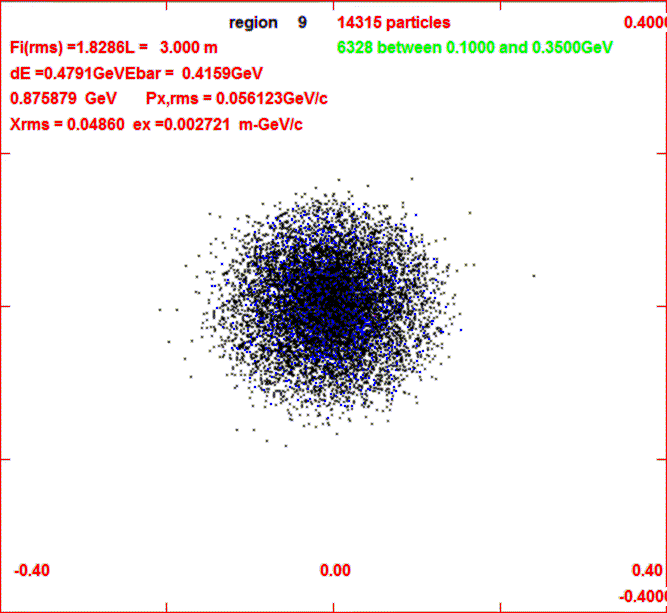 region 9 14315 particles 0.4000
Fi(rms) =1.8286L = 3.000 m 6328 between 0.1000 and 0.3500GeV
dE =0.4791GeVEbar = 0.4159GeV
0.875879 GeV Px,rms = 0.056123GeV/c
Xrms = 0.04860 ex =0.002721 m-GeV/c
-0.40 0.00 0.40
-0.4000